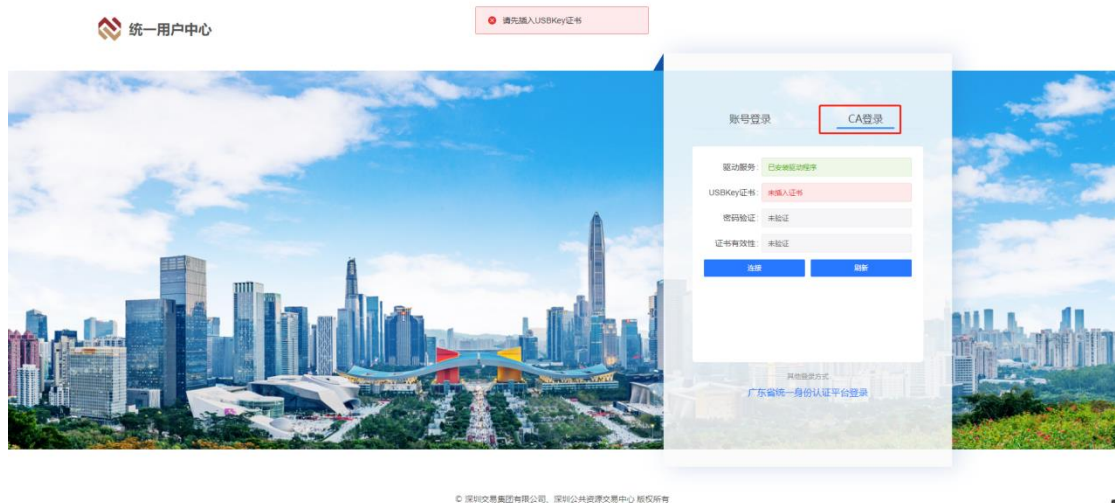 统一用户中心
请先插入USBKey证书
账号登录 CA登录
驱动服务: 已安装驱动程序
USBKey证书: 未插入证书
密码验证: 未验证
证书有效性: 未验证
连接 刷新
其他登录方式
广东省统一身份认证平台登录
© 深圳交易集团有限公司、深圳公共资源交易中心 版权所有